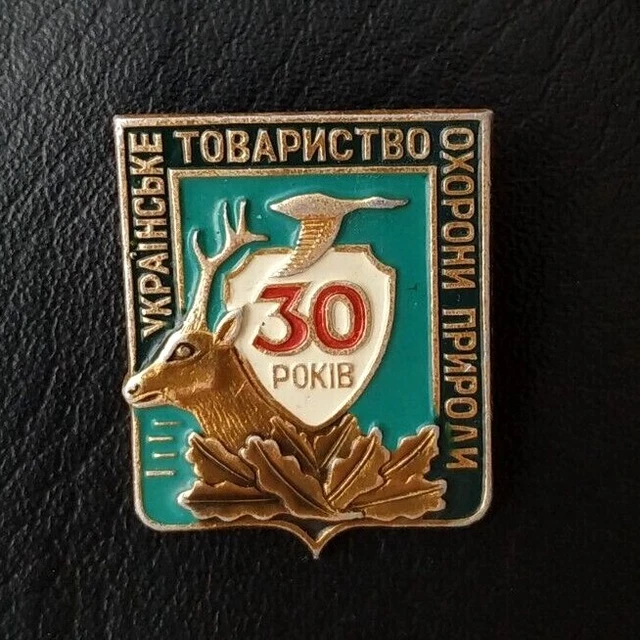 УКРАЇНСЬКЕ
ТОВАРИСТВО
ОХОРОНИ ПРИРОДИ
30
РОКІВ